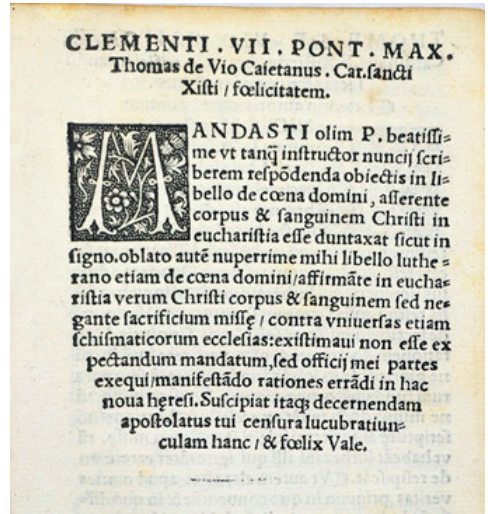 CLEMENTI . VII . PONT . MAX.
Thomas de Vio Caietanus . Car. sancti
Xisti / fœlicitatem.
MANDASTI olim P. beatissi=
me vt tanq̃ instructor nuncij scri=
berem respõdenda obiectis in li=
bello de cœna domini, asserente
corpus & sanguinem Christi in
eucharistia esse duntaxat sicut in
signo. oblato autẽ nuperrime mihi libello luthe=
rano etiam de cœna domini / affirmãte in eucha=
ristia verum Christi corpus & sanguinem sed ne=
gante sacrificium missę / contra vniuersas etiam
schismaticorum ecclesias: existimaui non esse ex
pectandum mandatum, sed officij mei partes
exequi / manifestãdo rationes errãdi in hac
noua hęresi. Suscipiat itaq; decernendam
apostolatus tui censura lucubratiun=
culam hanc / & fœlix Vale.